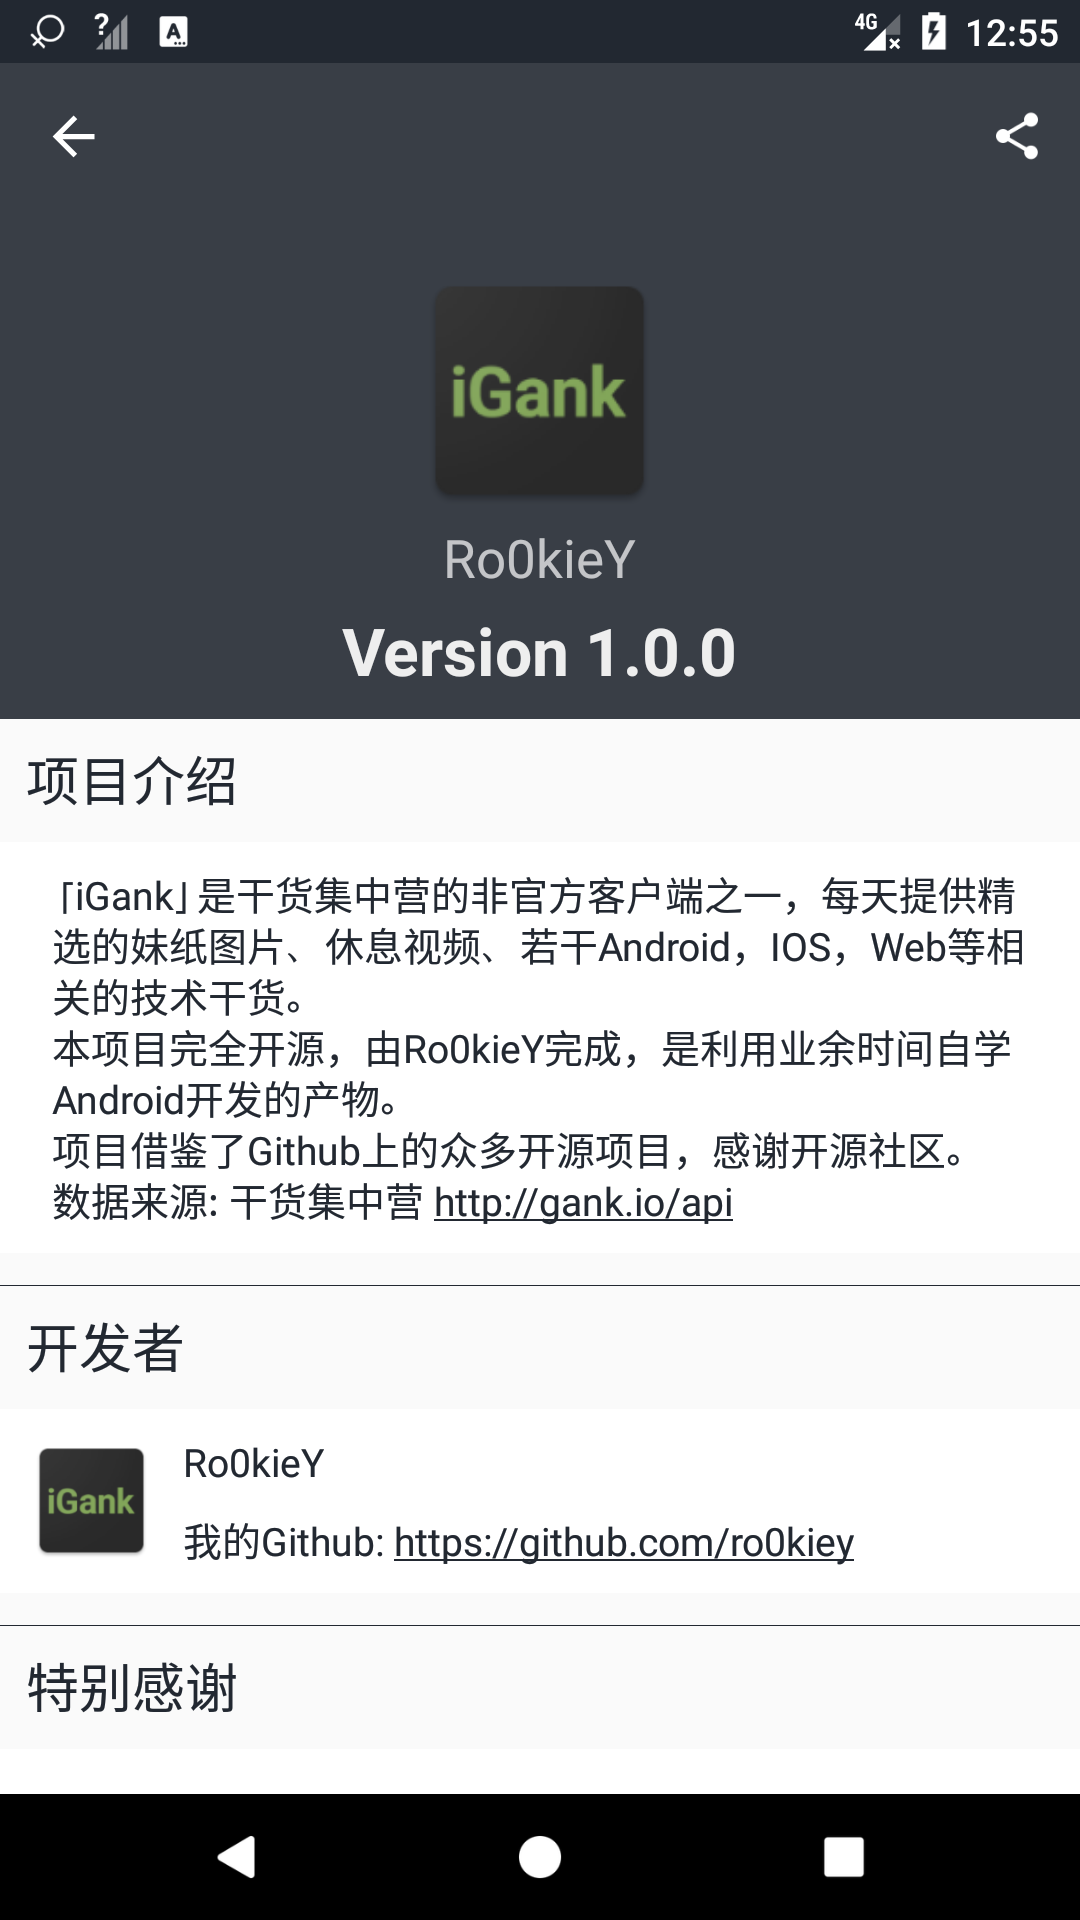 4G 12:55
iGank
Ro0kieY
Version 1.0.0
项目介绍
「iGank」是干货集中营的非官方客户端之一，每天提供精
选的妹纸图片、休息视频、若干Android，IOS，Web等相
关的技术干货。
本项目完全开源，由Ro0kieY完成，是利用业余时间自学
Android开发的产物。
项目借鉴了Github上的众多开源项目，感谢开源社区。
数据来源: 干货集中营 http://gank.io/api
开发者
iGank
Ro0kieY
我的Github: https://github.com/ro0kiey
特别感谢